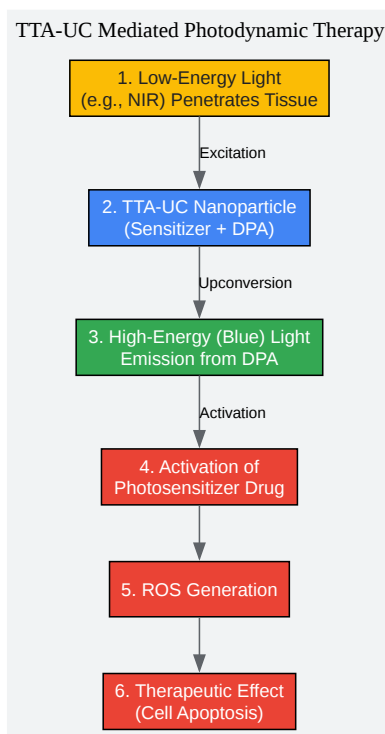 TTA-UC Mediated Photodynamic Therapy
1. Low-Energy Light
(e.g., NIR) Penetrates Tissue
Excitation
2. TTA-UC Nanoparticle
(Sensitizer + DPA)
Upconversion
3. High-Energy (Blue) Light
Emission from DPA
Activation
4. Activation of
Photosensitizer Drug
5. ROS Generation
6. Therapeutic Effect
(Cell Apoptosis)